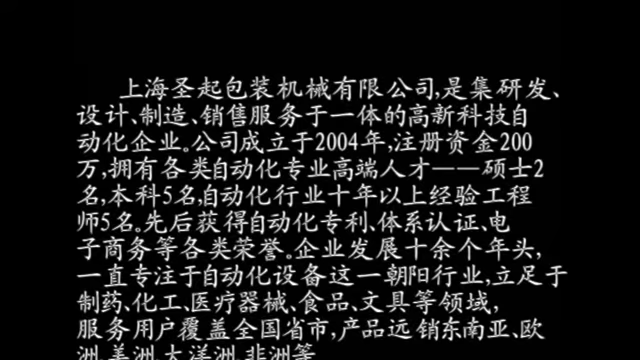 上海圣起包装机械有限公司,是集研发、
设计、制造、销售服务于一体的高新科技自
动化企业。公司成立于2004年,注册资金200
万,拥有各类自动化专业高端人才——硕士2
名,本科5名,自动化行业十年以上经验工程
师5名。先后获得自动化专利、体系认证、电
子商务等各类荣誉。企业发展十余个年头,
一直专注于自动化设备这一朝阳行业,立足于
制药、化工、医疗器械、食品、文具等领域,
服务用户覆盖全国省市,产品远销东南亚、欧
洲、美洲、大洋洲、非洲等